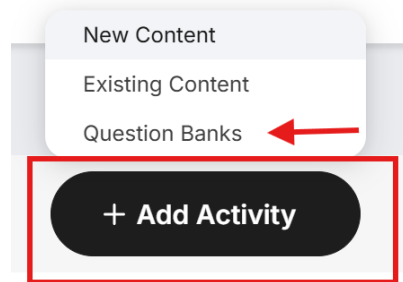 New Content
Existing Content
Question Banks
+ Add Activity